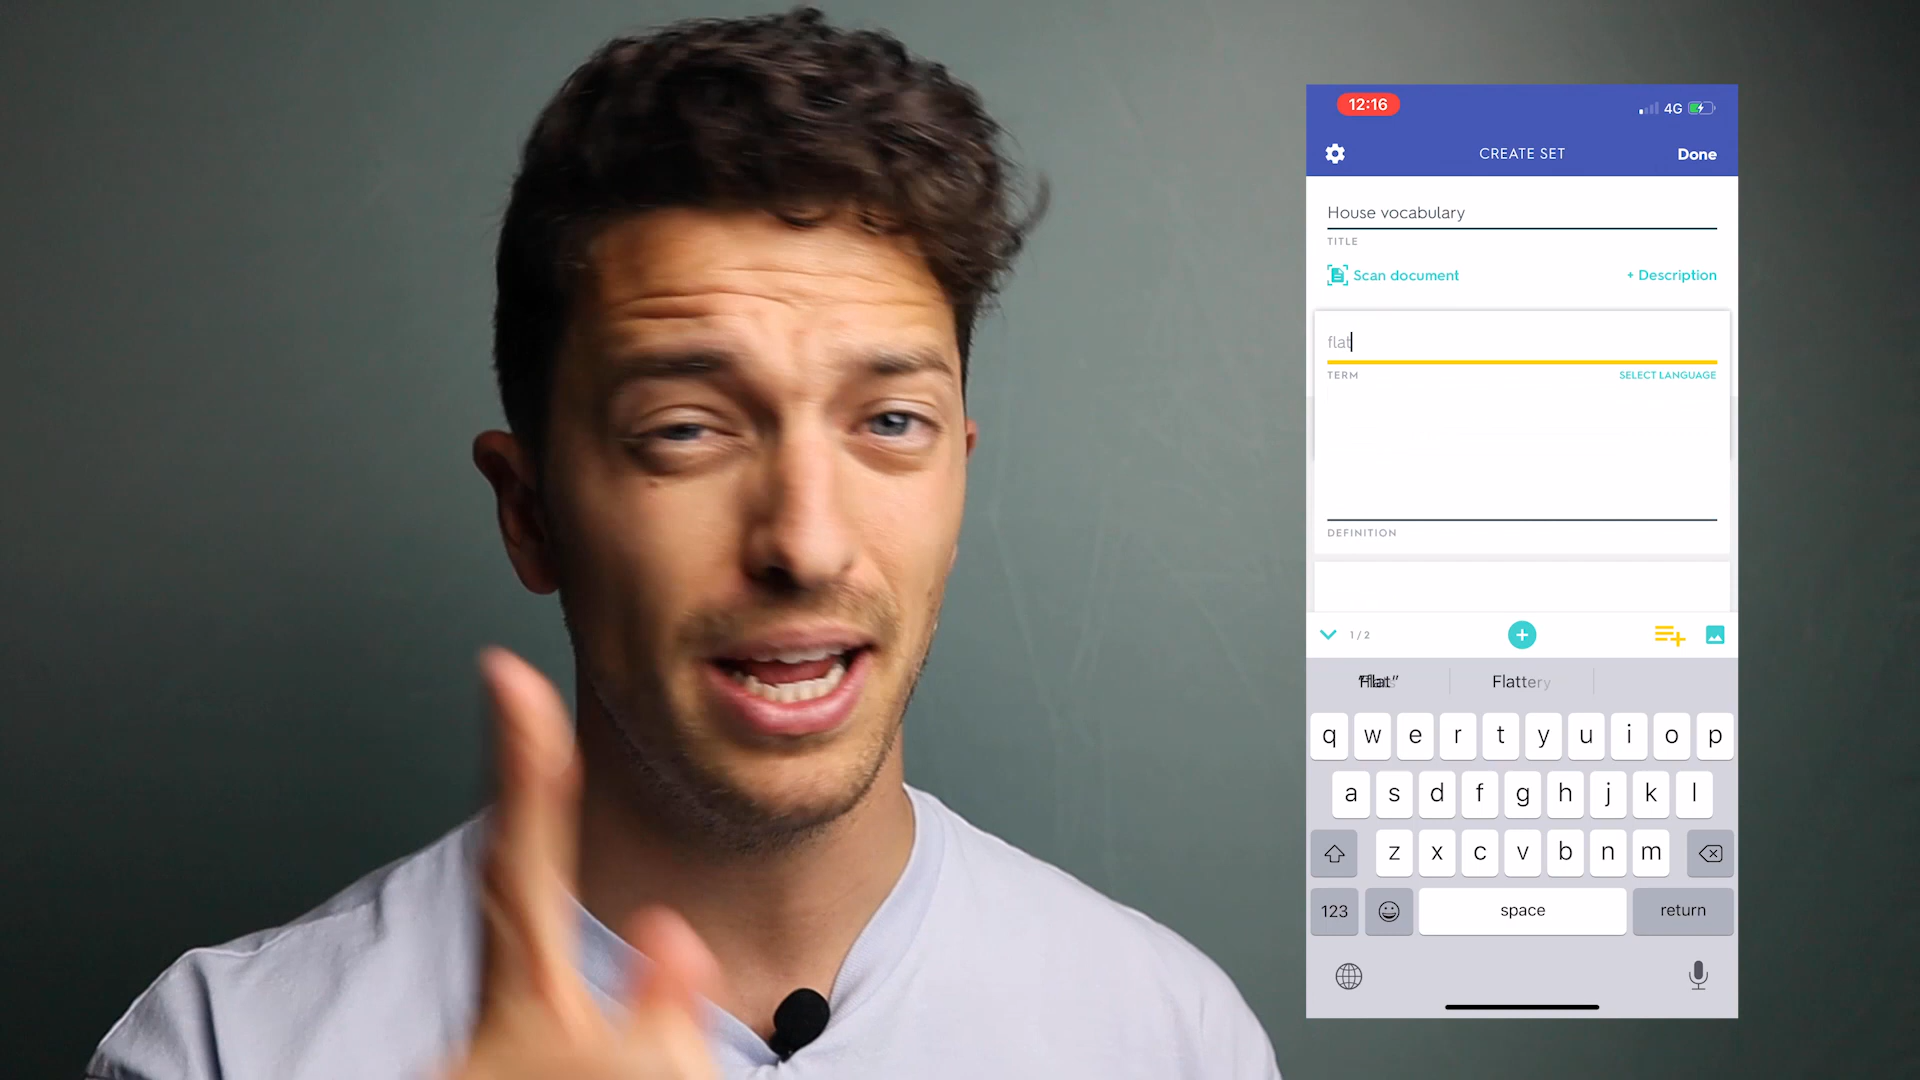 12:16
4G
CREATE SET
Done
House vocabulary
TITLE
Scan document
+ Description
flat
TERM
SELECT LANGUAGE
DEFINITION
1 / 2
Flattery
q w e r t y u i o p
a s d f g h j k l
z x c v b n m
123
space
return